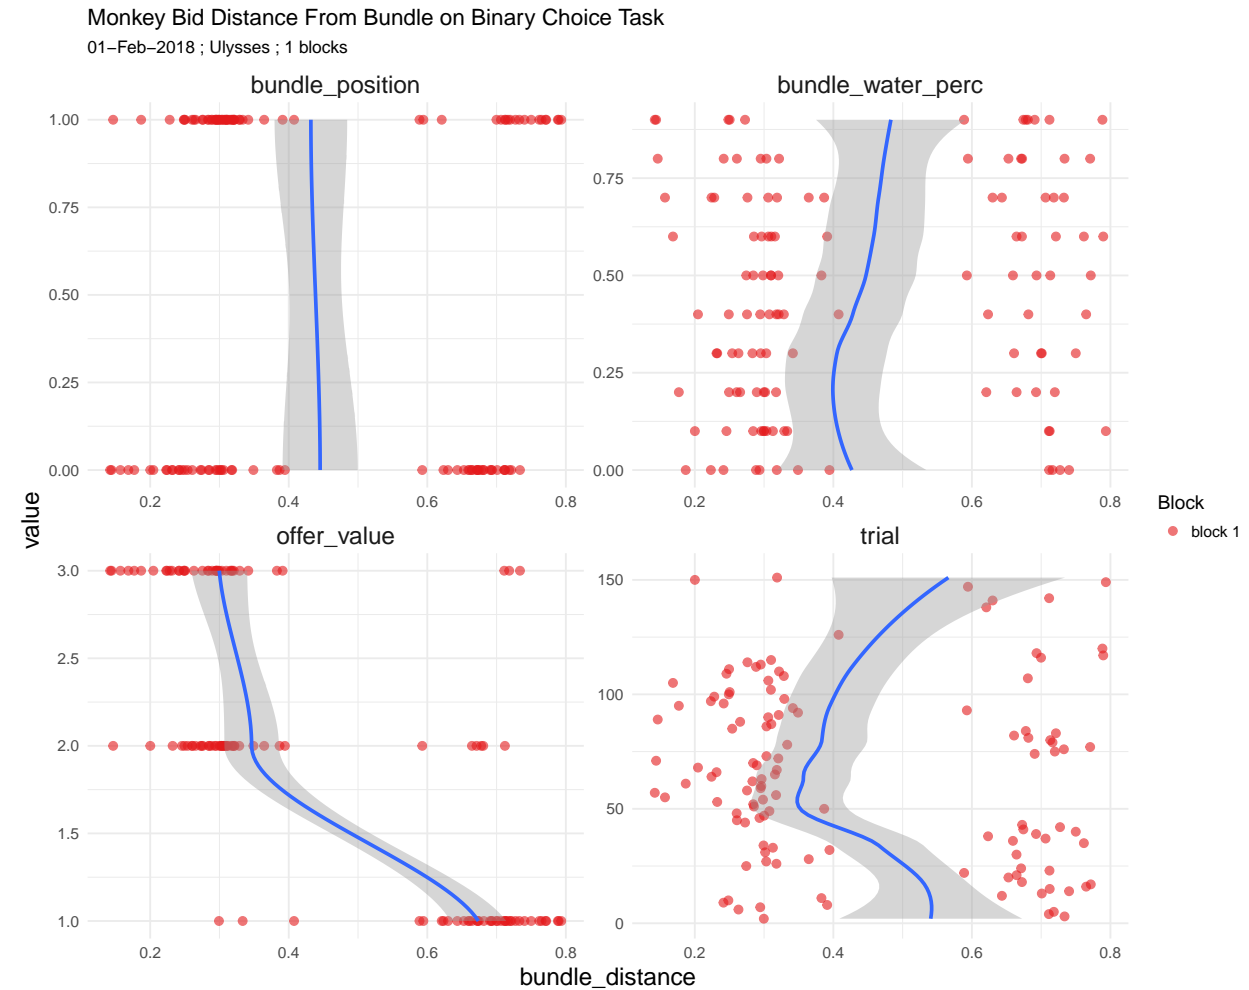 Monkey Bid Distance From Bundle on Binary Choice Task
01−Feb−2018 ; Ulysses ; 1 blocks
bundle_position
bundle_water_perc
1.00
0.75
0.50
0.25
0.00
0.2 0.4 0.6 0.8
0.75
0.50
0.25
0.00
0.2 0.4 0.6 0.8
offer_value
trial
3.0
2.5
2.0
1.5
1.0
0.2 0.4 0.6 0.8
150
100
50
0
0.2 0.4 0.6 0.8
value
bundle_distance
Block
block 1